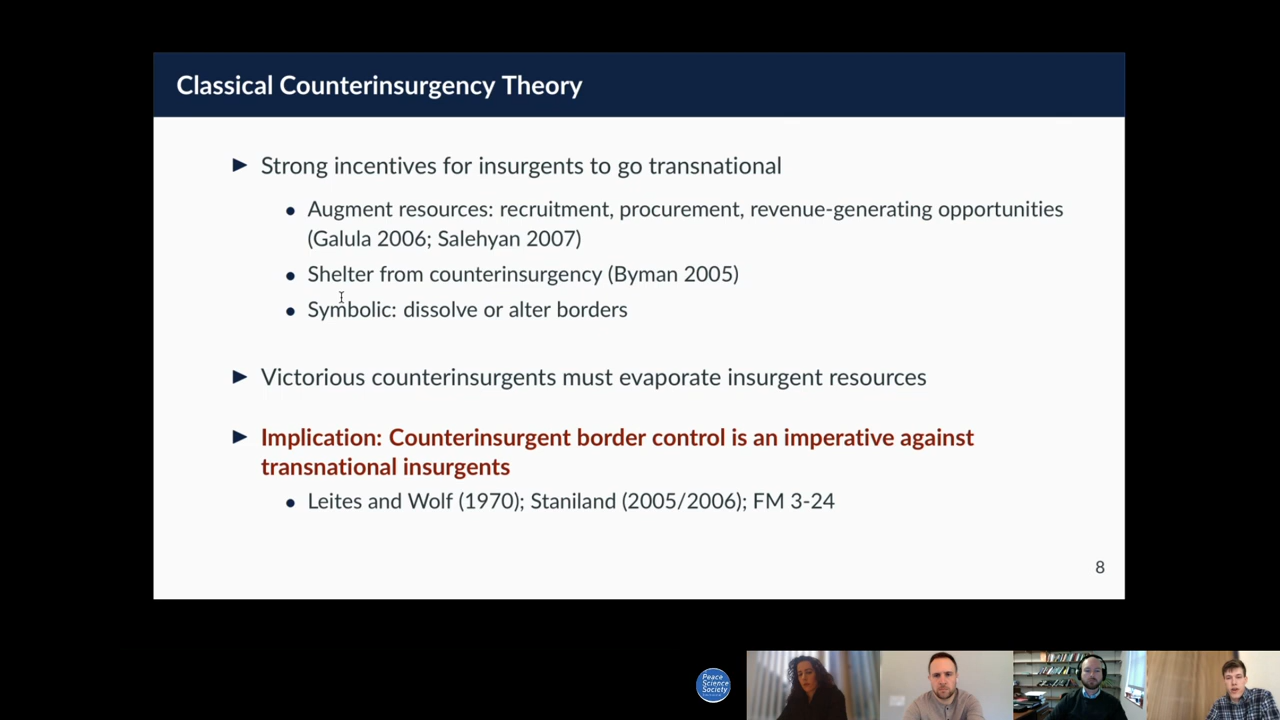 Classical Counterinsurgency Theory
► Strong incentives for insurgents to go transnational
• Augment resources: recruitment, procurement, revenue-generating opportunities
(Galula 2006; Salehyan 2007)
• Shelter from counterinsurgency (Byman 2005)
• Symbolic: dissolve or alter borders
► Victorious counterinsurgents must evaporate insurgent resources
► Implication: Counterinsurgent border control is an imperative against
transnational insurgents
• Leites and Wolf (1970); Staniland (2005/2006); FM 3-24
8
Peace
Science
Society